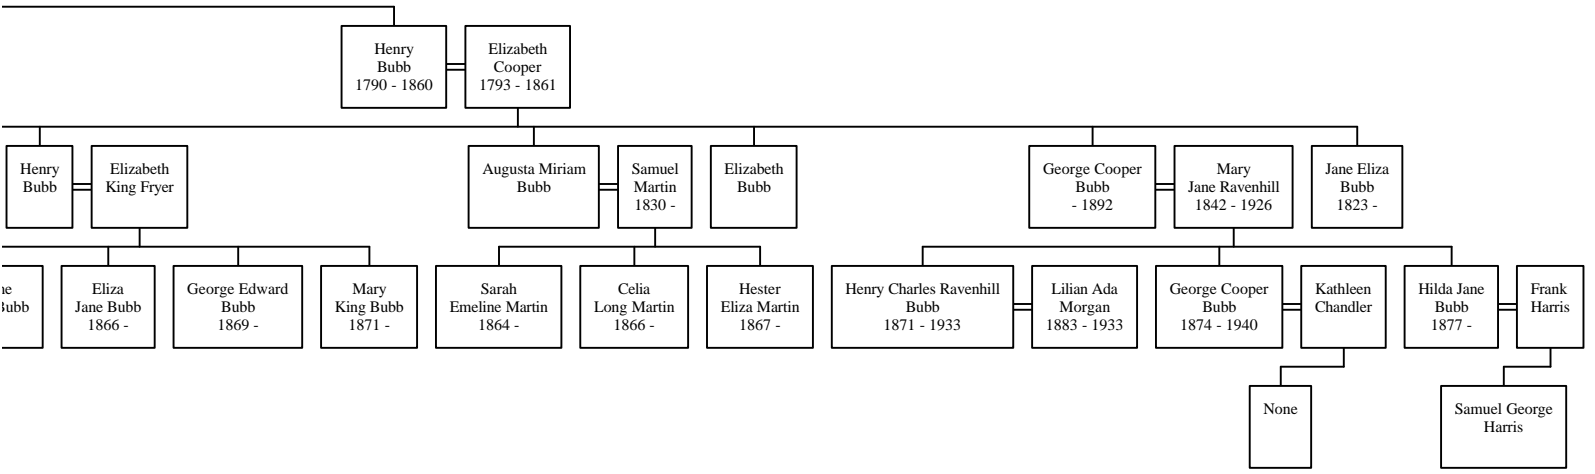 Henry
Bubb
1790 - 1860
Elizabeth
Cooper
1793 - 1861
Henry
Bubb
Elizabeth
King Fryer
Augusta Miriam
Bubb
Samuel
Martin
1830 -
Elizabeth
Bubb
George Cooper
Bubb
- 1892
Mary
Jane Ravenhill
1842 - 1926
Jane Eliza
Bubb
1823 -
Bubb
Eliza
Jane Bubb
1866 -
George Edward
Bubb
1869 -
Mary
King Bubb
1871 -
Sarah
Emeline Martin
1864 -
Celia
Long Martin
1866 -
Hester
Eliza Martin
1867 -
Henry Charles Ravenhill
Bubb
1871 - 1933
Lilian Ada
Morgan
1883 - 1933
George Cooper
Bubb
1874 - 1940
Kathleen
Chandler
Hilda Jane
Bubb
1877 -
Frank
Harris
None
Samuel George
Harris